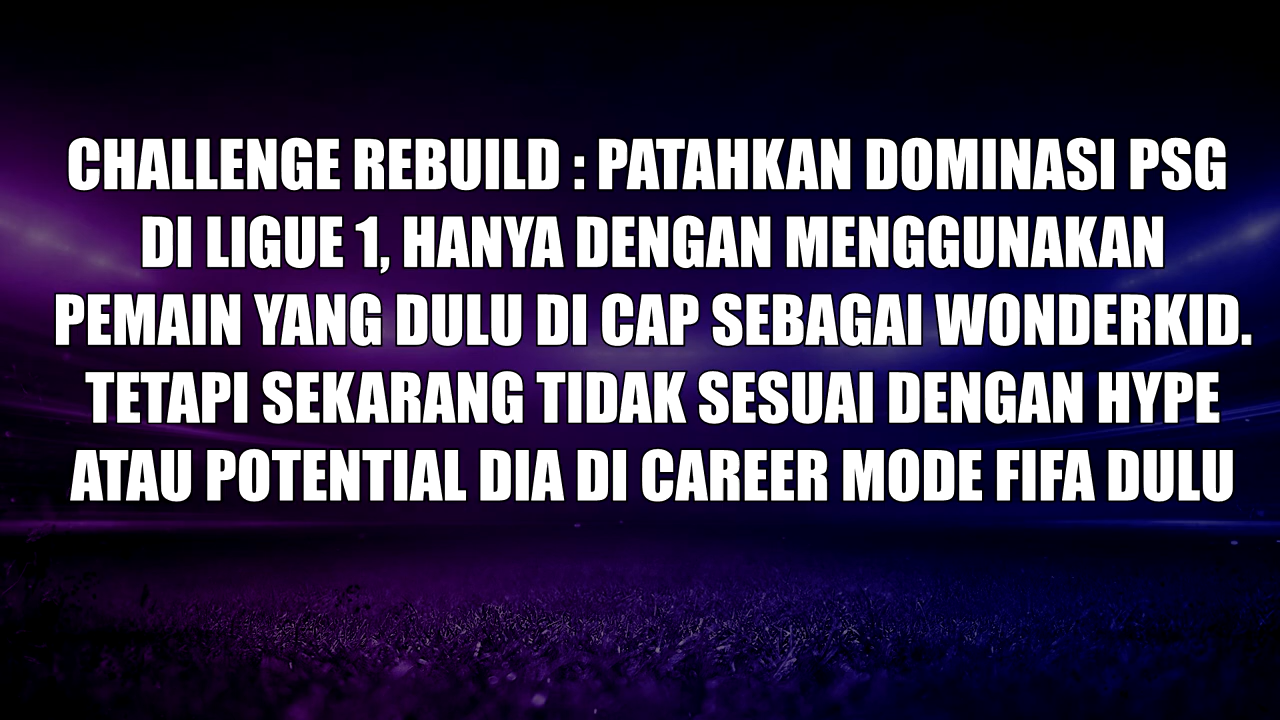 CHALLENGE REBUILD : PATAHKAN DOMINASI PSG
DI LIGUE 1, HANYA DENGAN MENGGUNAKAN
PEMAIN YANG DULU DI CAP SEBAGAI WONDERKID.
TETAPI SEKARANG TIDAK SESUAI DENGAN HYPE
ATAU POTENTIAL DIA DI CAREER MODE FIFA DULU